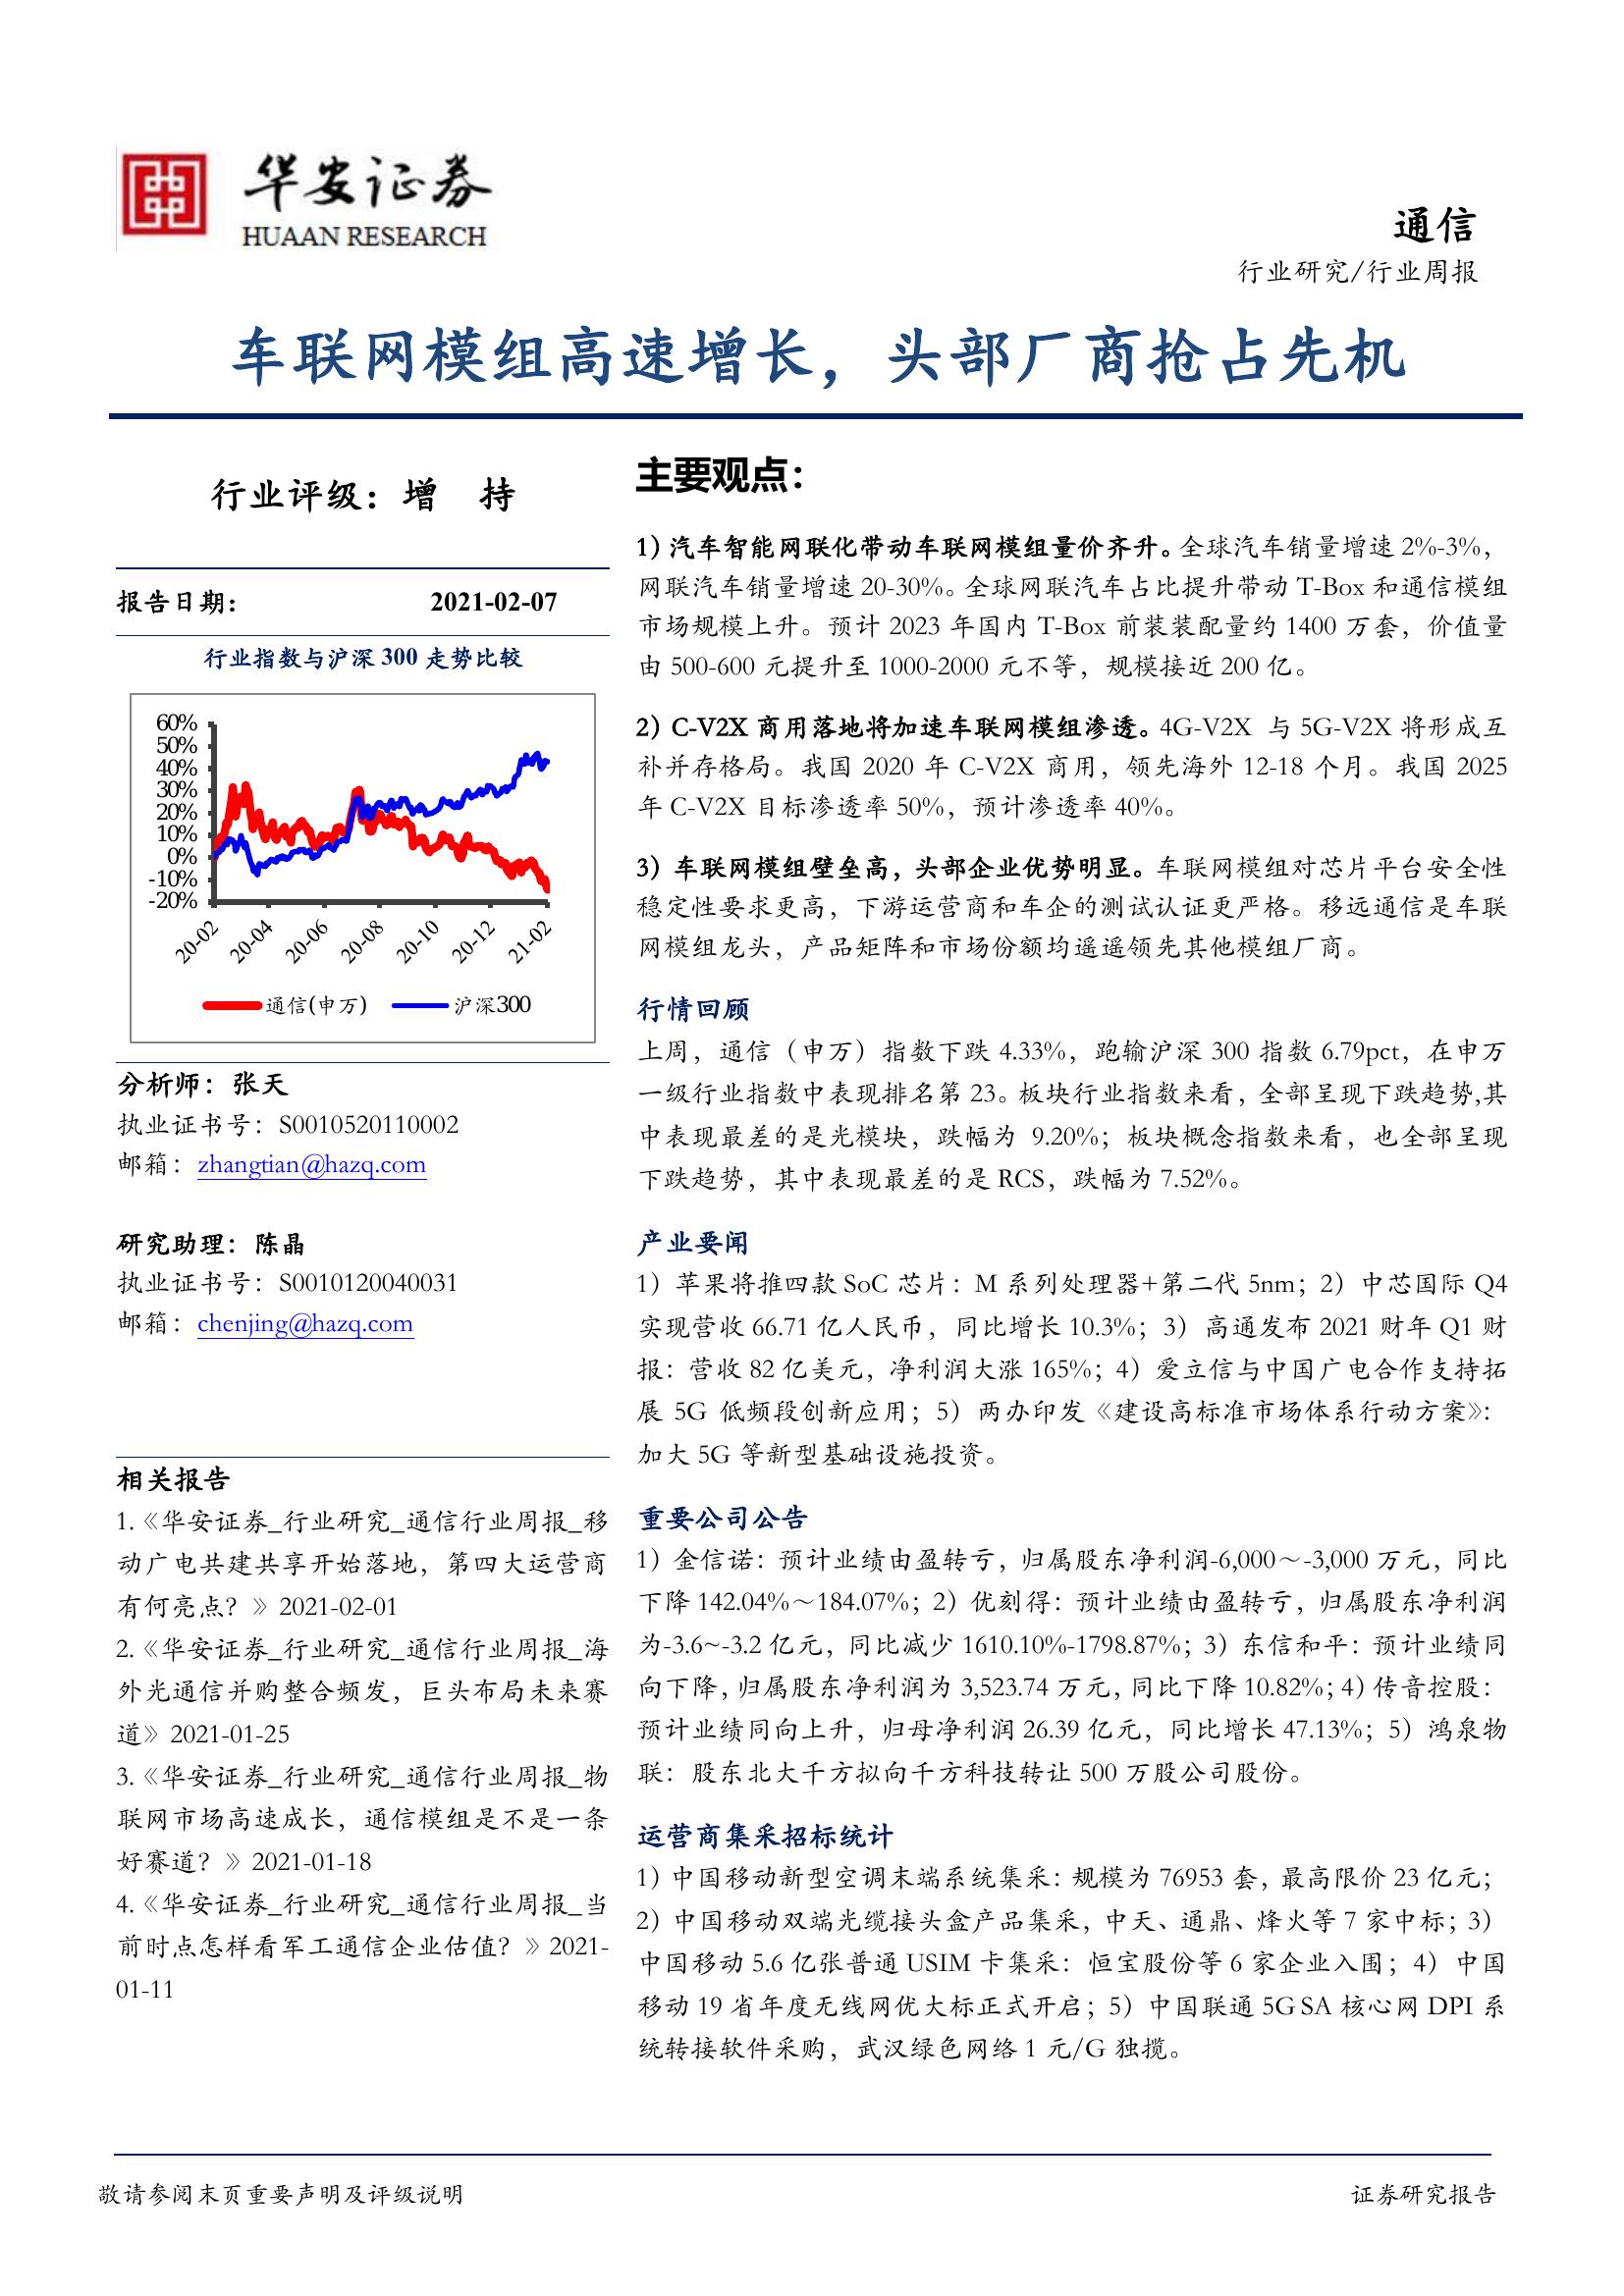 华安证券
HUAAN RESEARCH
通信
行业研究/行业周报
车联网模组高速增长，头部厂商抢占先机
行业评级：增 持
报告日期： 2021-02-07
行业指数与沪深 300 走势比较
60%
50%
40%
30%
20%
10%
0%
-10%
-20%
20-02
20-04
20-06
20-08
20-10
20-12
21-02
通信(申万) 沪深300
分析师：张天
执业证书号：S0010520110002
邮箱：zhangtian@hazq.com
研究助理：陈晶
执业证书号：S0010120040031
邮箱：chenjing@hazq.com
相关报告
1.《华安证券_行业研究_通信行业周报_移
动广电共建共享开始落地，第四大运营商
有何亮点？》2021-02-01
2.《华安证券_行业研究_通信行业周报_海
外光通信并购整合频发，巨头布局未来赛
道》2021-01-25
3.《华安证券_行业研究_通信行业周报_物
联网市场高速成长，通信模组是不是一条
好赛道？》2021-01-18
4.《华安证券_行业研究_通信行业周报_当
前时点怎样看军工通信企业估值？》2021-
01-11
主要观点：
1）汽车智能网联化带动车联网模组量价齐升。全球汽车销量增速 2%-3%，
网联汽车销量增速 20-30%。全球网联汽车占比提升带动 T-Box 和通信模组
市场规模上升。预计 2023 年国内 T-Box 前装装配量约 1400 万套，价值量
由 500-600 元提升至 1000-2000 元不等，规模接近 200 亿。
2）C-V2X 商用落地将加速车联网模组渗透。4G-V2X 与 5G-V2X 将形成互
补并存格局。我国 2020 年 C-V2X 商用，领先海外 12-18 个月。我国 2025
年 C-V2X 目标渗透率 50%，预计渗透率 40%。
3）车联网模组壁垒高，头部企业优势明显。车联网模组对芯片平台安全性
稳定性要求更高，下游运营商和车企的测试认证更严格。移远通信是车联
网模组龙头，产品矩阵和市场份额均遥遥领先其他模组厂商。
行情回顾
上周，通信（申万）指数下跌 4.33%，跑输沪深 300 指数 6.79pct，在申万
一级行业指数中表现排名第 23。板块行业指数来看，全部呈现下跌趋势,其
中表现最差的是光模块，跌幅为 9.20%；板块概念指数来看，也全部呈现
下跌趋势，其中表现最差的是 RCS，跌幅为 7.52%。
产业要闻
1）苹果将推四款 SoC 芯片：M 系列处理器+第二代 5nm；2）中芯国际 Q4
实现营收 66.71 亿人民币，同比增长 10.3%；3）高通发布 2021 财年 Q1 财
报：营收 82 亿美元，净利润大涨 165%；4）爱立信与中国广电合作支持拓
展 5G 低频段创新应用；5）两办印发《建设高标准市场体系行动方案》：
加大 5G 等新型基础设施投资。
重要公司公告
1）金信诺：预计业绩由盈转亏，归属股东净利润-6,000～-3,000 万元，同比
下降 142.04%～184.07%；2）优刻得：预计业绩由盈转亏，归属股东净利润
为-3.6~-3.2 亿元，同比减少 1610.10%-1798.87%；3）东信和平：预计业绩同
向下降，归属股东净利润为 3,523.74 万元，同比下降 10.82%；4）传音控股：
预计业绩同向上升，归母净利润 26.39 亿元，同比增长 47.13%；5）鸿泉物
联：股东北大千方拟向千方科技转让 500 万股公司股份。
运营商集采招标统计
1）中国移动新型空调末端系统集采：规模为 76953 套，最高限价 23 亿元；
2）中国移动双端光缆接头盒产品集采，中天、通鼎、烽火等 7 家中标；3）
中国移动 5.6 亿张普通 USIM 卡集采：恒宝股份等 6 家企业入围；4）中国
移动 19 省年度无线网优大标正式开启；5）中国联通 5G SA 核心网 DPI 系
统转接软件采购，武汉绿色网络 1 元/G 独揽。
敬请参阅末页重要声明及评级说明 证券研究报告